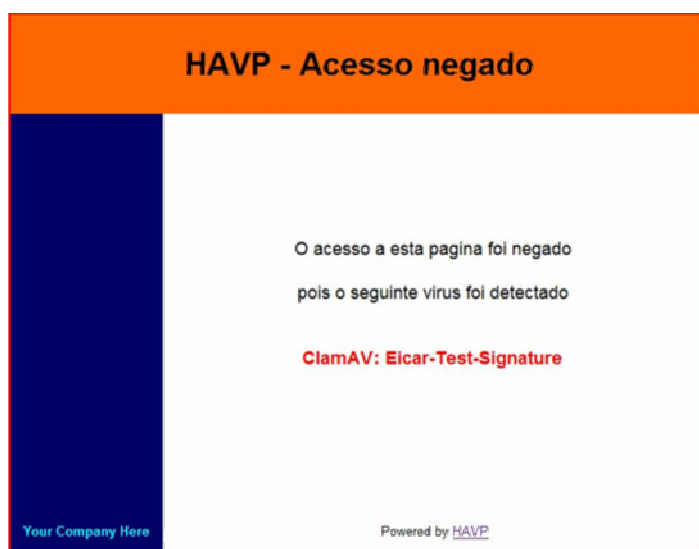 HAVP - Acesso negado
O acesso a esta pagina foi negado
pois o seguinte virus foi detectado
ClamAV: Eicar-Test-Signature
Your Company Here
Powered by HAVP